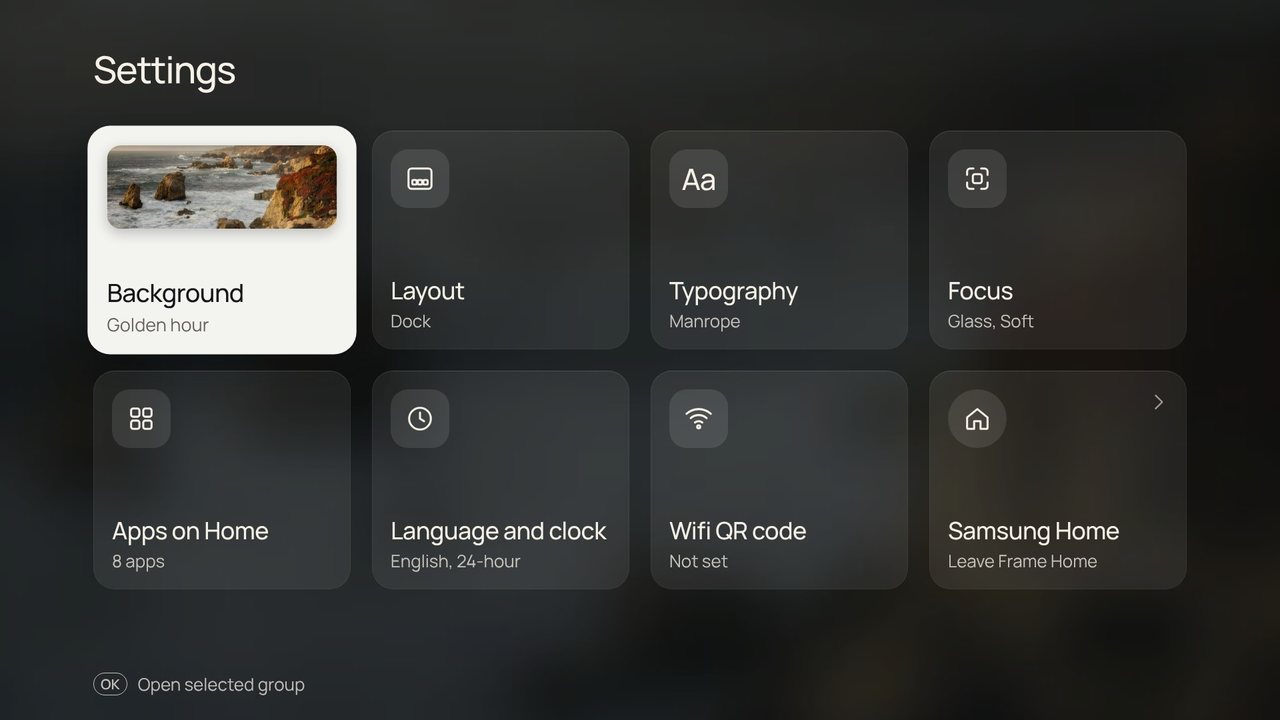 Settings
Background
Golden hour
Layout
Dock
Aa
Typography
Manrope
Focus
Glass, Soft
Apps on Home
8 apps
Language and clock
English, 24-hour
Wifi QR code
Not set
Samsung Home
Leave Frame Home
OK Open selected group